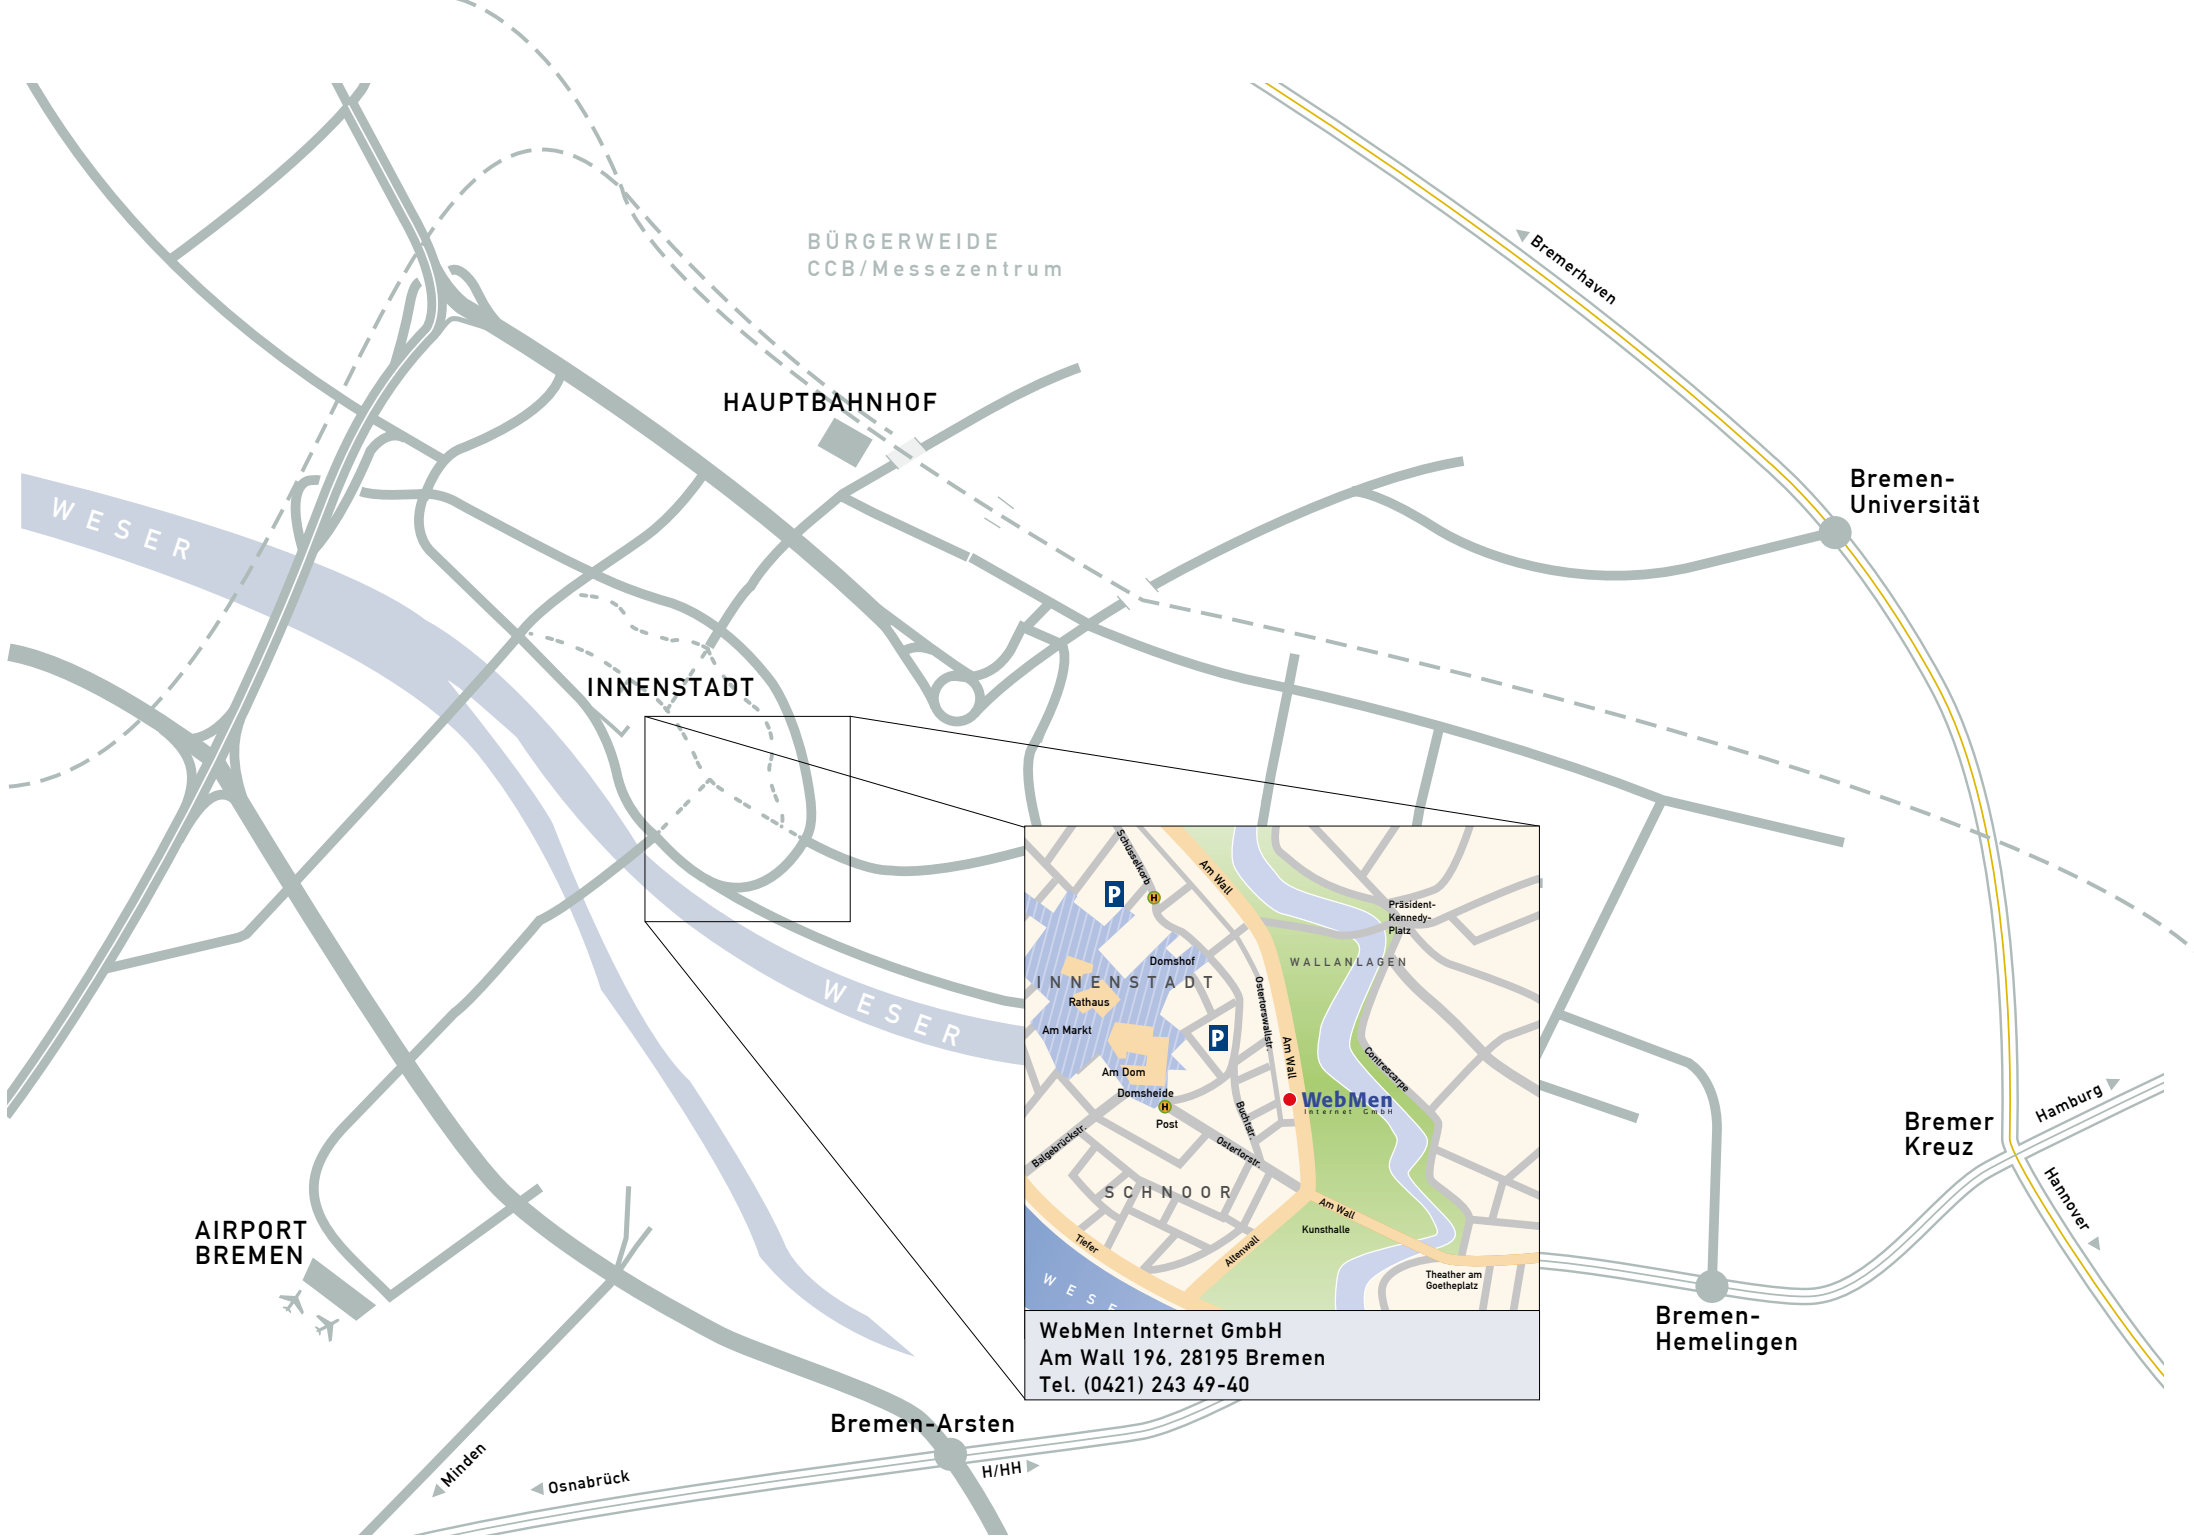 BÜRGERWEIDE
CCB/Messezentrum
Bremerhaven
HAUPTBAHNHOF
Bremen-
Universität
WESER
INNENSTADT
Schüsselkorb
Am Wall
P
H
Präsident-
Kennedy-
Platz
Domshof
WALLANLAGEN
INNENSTADT
Rathaus
Ostertorswallstr.
Am Markt
P
Am Wall
Contrescarpe
Am Dom
Domsheide
H
WebMen
Internet GmbH
Post
Buchtstr.
Balgebrückstr.
Ostertorstr.
SCHNOOR
Am Wall
Kunsthalle
Tiefer
Altenwall
Theather am
Goetheplatz
WESE
WESER
WebMen Internet GmbH
Am Wall 196, 28195 Bremen
Tel. (0421) 243 49-40
Bremer
Kreuz
Hamburg
Hannover
AIRPORT
BREMEN
Bremen-
Hemelingen
Bremen-Arsten
Minden
Osnabrück
H/HH